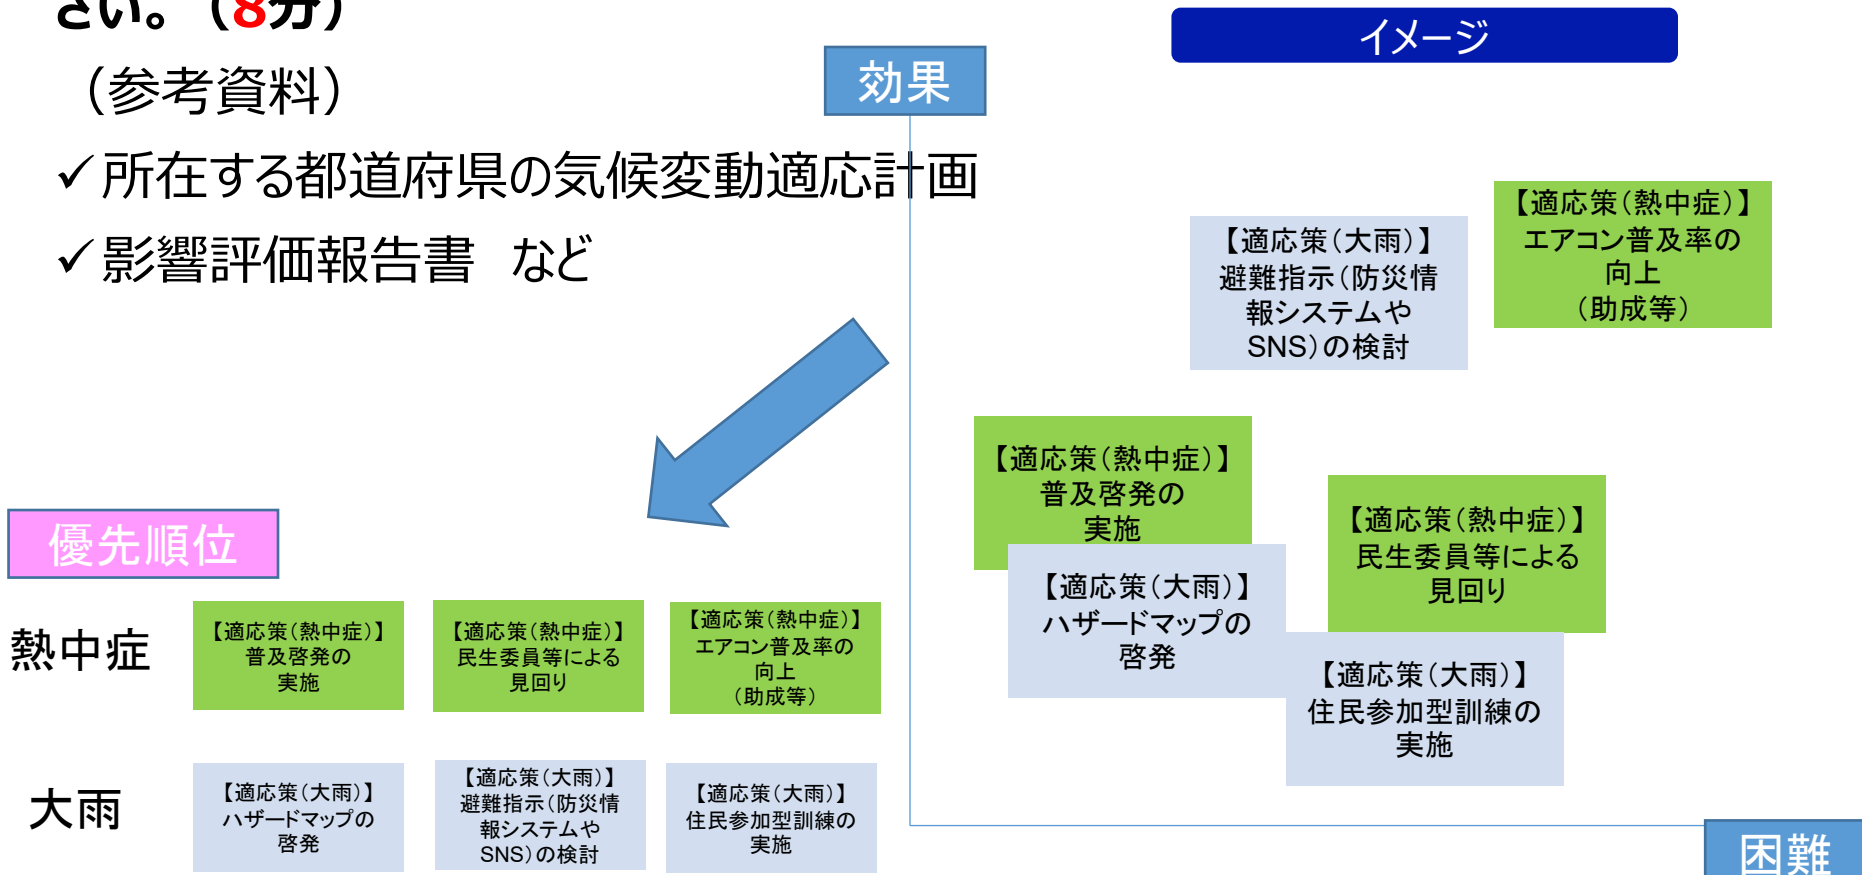 さい。（8分）
（参考資料）
✓所在する都道府県の気候変動適応計画
✓影響評価報告書　など
イメージ
効果
【適応策（熱中症）】
エアコン普及率の
向上
（助成等）
【適応策（大雨）】
避難指示（防災情
報システムや
SNS）の検討
【適応策（熱中症）】
普及啓発の
実施
【適応策（熱中症）】
民生委員等による
見回り
【適応策（大雨）】
ハザードマップの
啓発
【適応策（大雨）】
住民参加型訓練の
実施
困難
優先順位
熱中症
【適応策（熱中症）】
普及啓発の
実施
【適応策（熱中症）】
民生委員等による
見回り
【適応策（熱中症）】
エアコン普及率の
向上
（助成等）
大雨
【適応策（大雨）】
ハザードマップの
啓発
【適応策（大雨）】
避難指示（防災情
報システムや
SNS）の検討
【適応策（大雨）】
住民参加型訓練の
実施